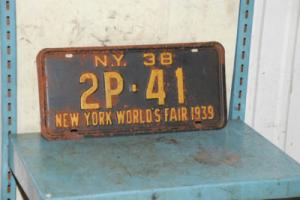 N.Y. 38
2P·41
NEW YORK WORLD'S FAIR 1939